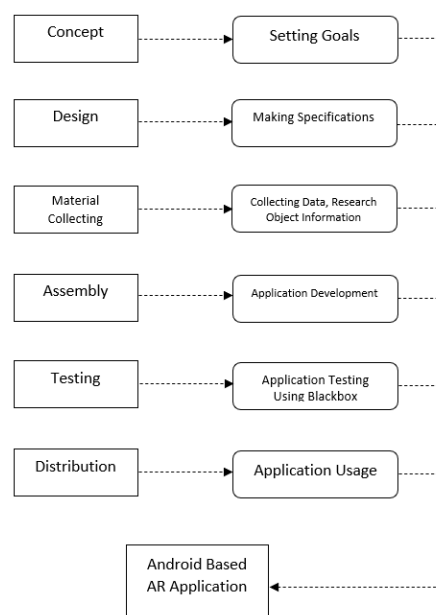 Concept
Setting Goals
Design
Making Specifications
Material
Collecting
Collecting Data, Research
Object Information
Assembly
Application Development
Testing
Application Testing
Using Blackbox
Distribution
Application Usage
Android Based
AR Application